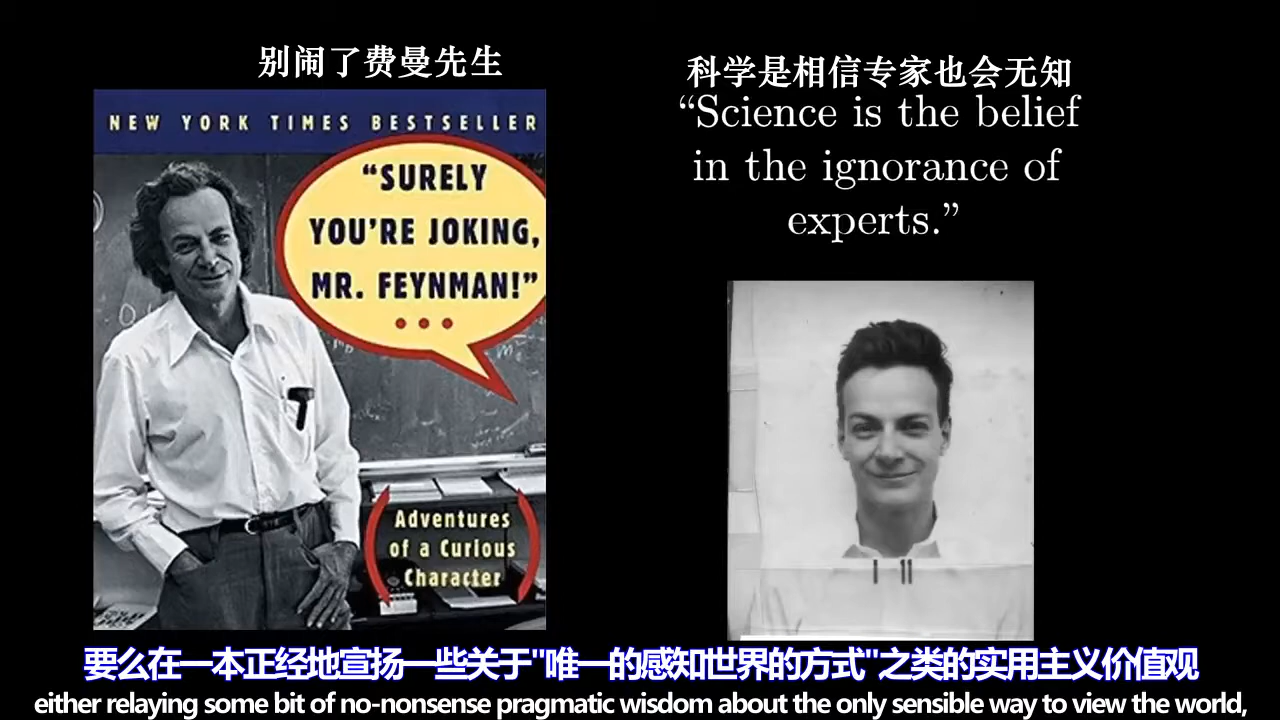 别闹了费曼先生
NEW YORK TIMES BESTSELLER
“SURELY
YOU’RE JOKING,
MR. FEYNMAN!”
Adventures
of a Curious
Character
科学是相信专家也会无知
“Science is the belief
in the ignorance of
experts.”
要么在一本正经地宣扬一些关于"唯一的感知世界的方式"之类的实用主义价值观
either relaying some bit of no-nonsense pragmatic wisdom about the only sensible way to view the world,